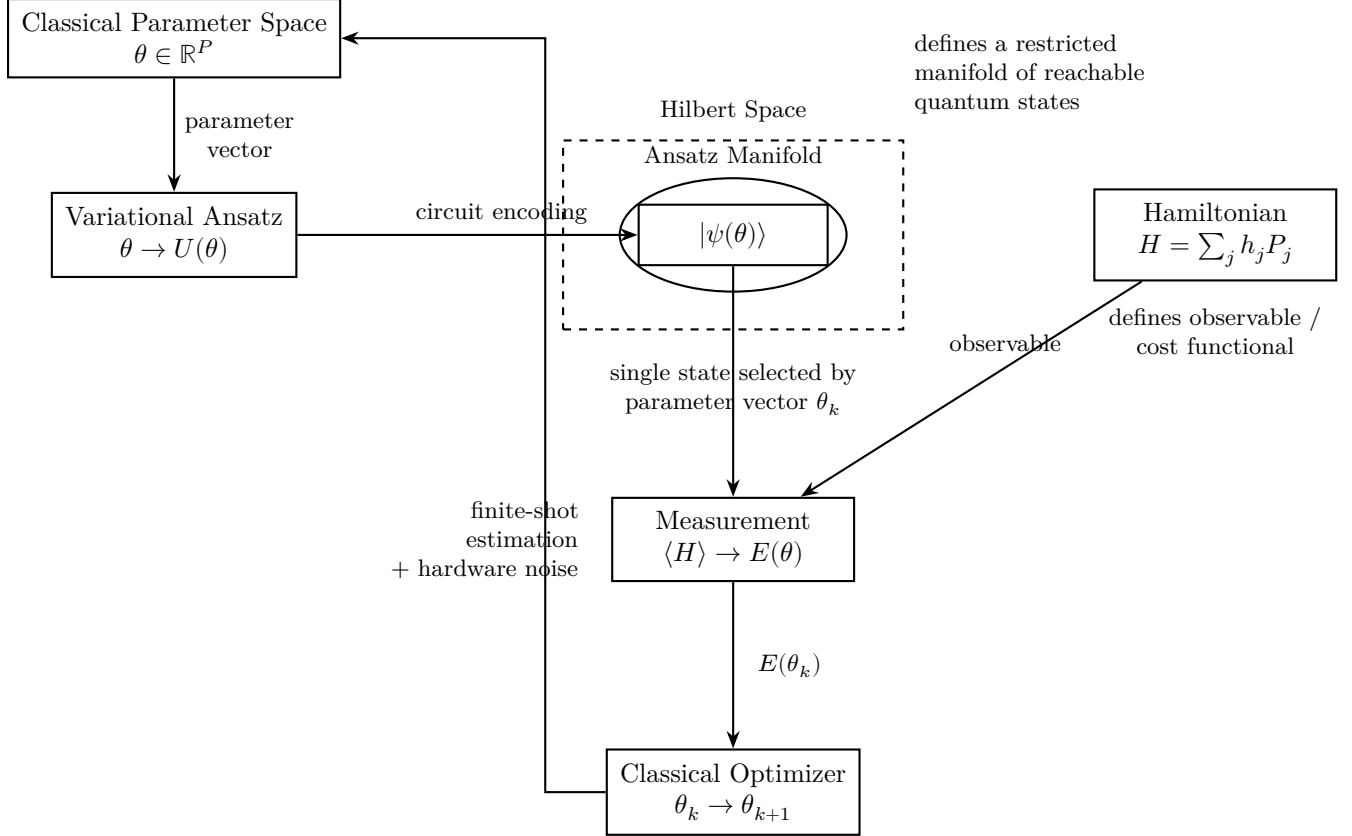 Classical Parameter Space
θ ∈ ℝ^P
defines a restricted
manifold of reachable
quantum states
Hilbert Space
parameter
vector
Ansatz Manifold
Variational Ansatz
θ → U(θ)
circuit encoding
|ψ(θ)⟩
Hamiltonian
H = ∑_j h_j P_j
defines observable /
cost functional
observable
single state selected by
parameter vector θ_k
finite-shot
estimation
+ hardware noise
Measurement
⟨H⟩ → E(θ)
E(θ_k)
Classical Optimizer
θ_k → θ_{k+1}